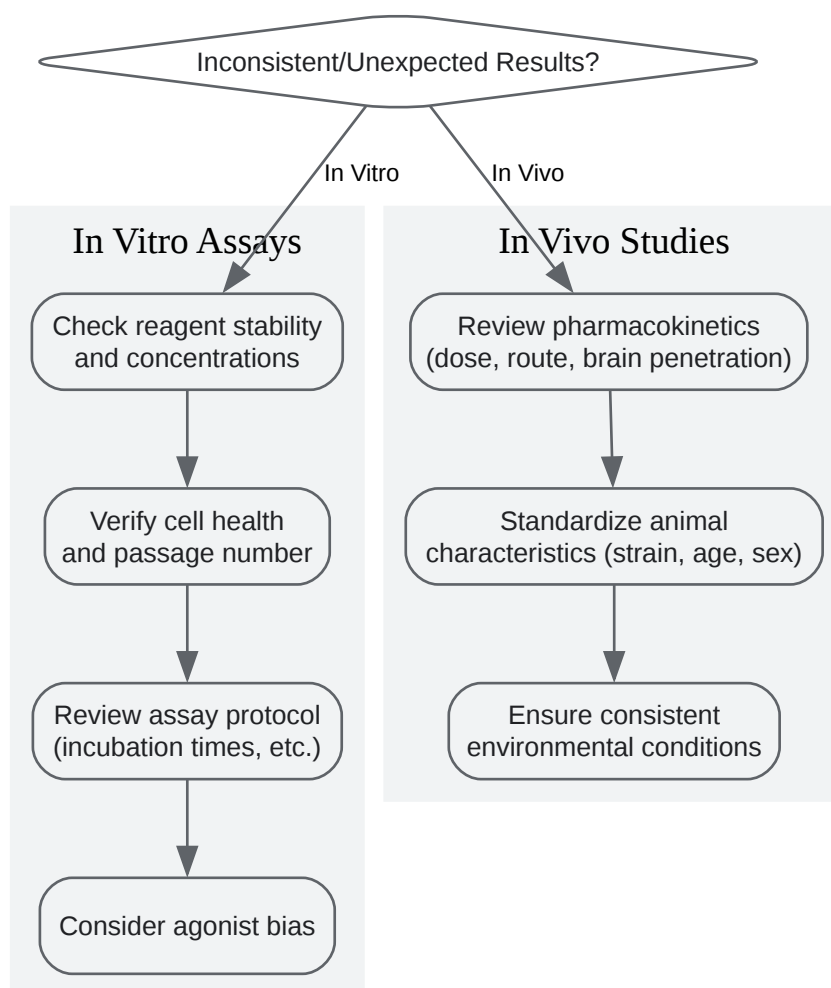 Inconsistent/Unexpected Results?
In Vitro
In Vivo
In Vitro Assays
Check reagent stability
and concentrations
Verify cell health
and passage number
Review assay protocol
(incubation times, etc.)
Consider agonist bias
In Vivo Studies
Review pharmacokinetics
(dose, route, brain penetration)
Standardize animal
characteristics (strain, age, sex)
Ensure consistent
environmental conditions